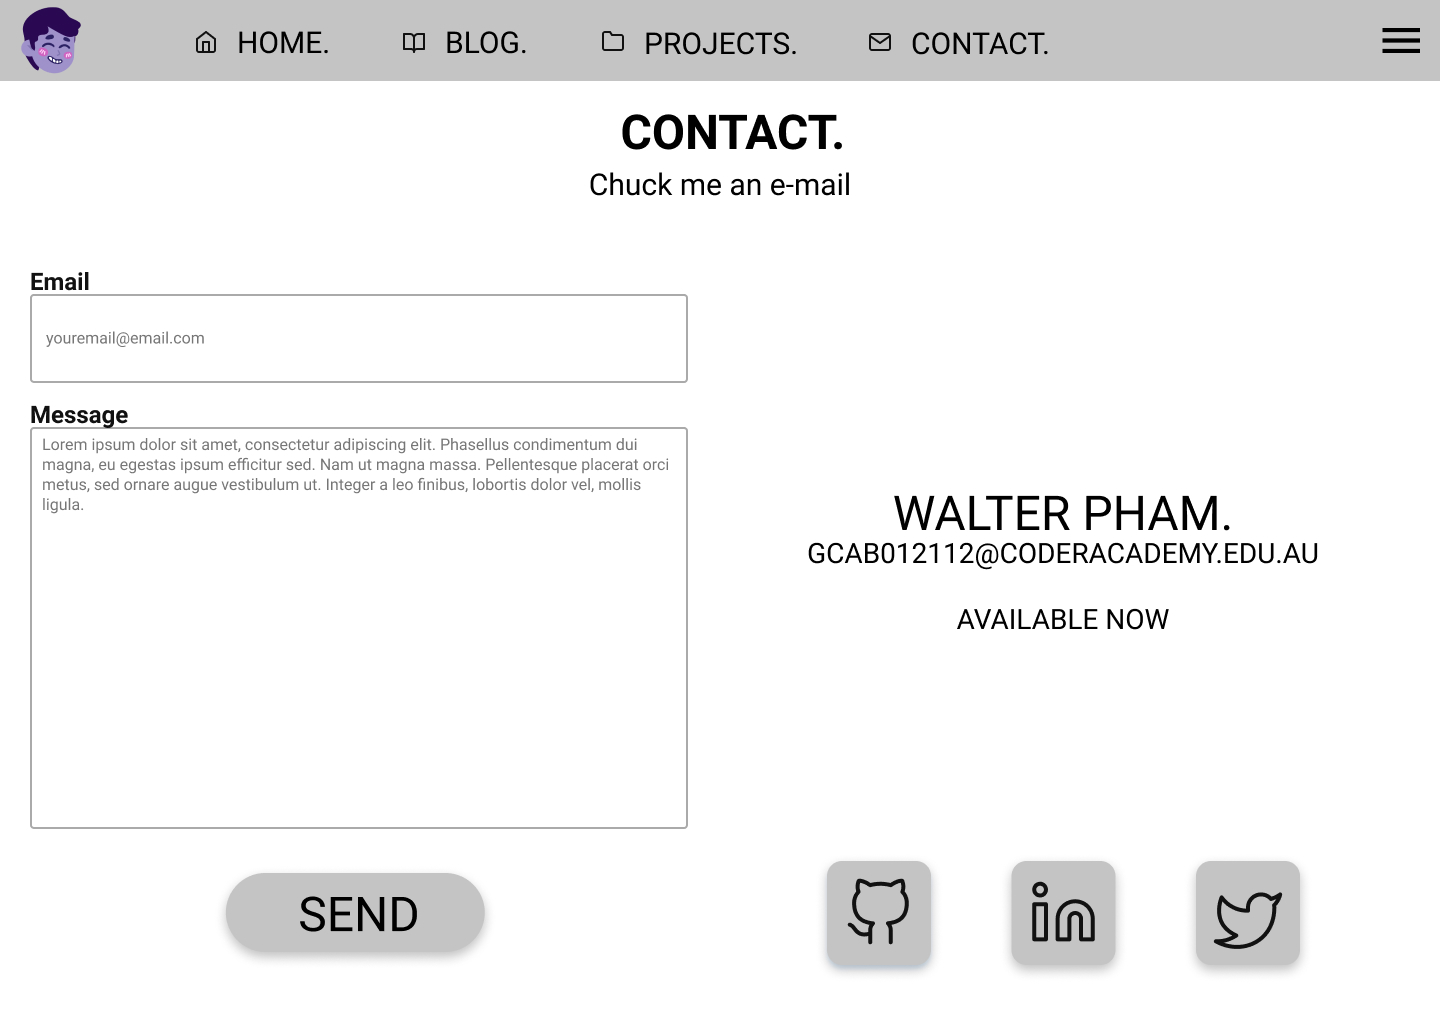 HOME.
BLOG.
PROJECTS.
CONTACT.
CONTACT.
Chuck me an e-mail
Email
youremail@email.com
Message
Lorem ipsum dolor sit amet, consectetur adipiscing elit. Phasellus condimentum dui
magna, eu egestas ipsum efficitur sed. Nam ut magna massa. Pellentesque placerat orci
metus, sed ornare augue vestibulum ut. Integer a leo finibus, lobortis dolor vel, mollis
ligula.
SEND
WALTER PHAM.
GCAB012112@CODERACADEMY.EDU.AU
AVAILABLE NOW
in